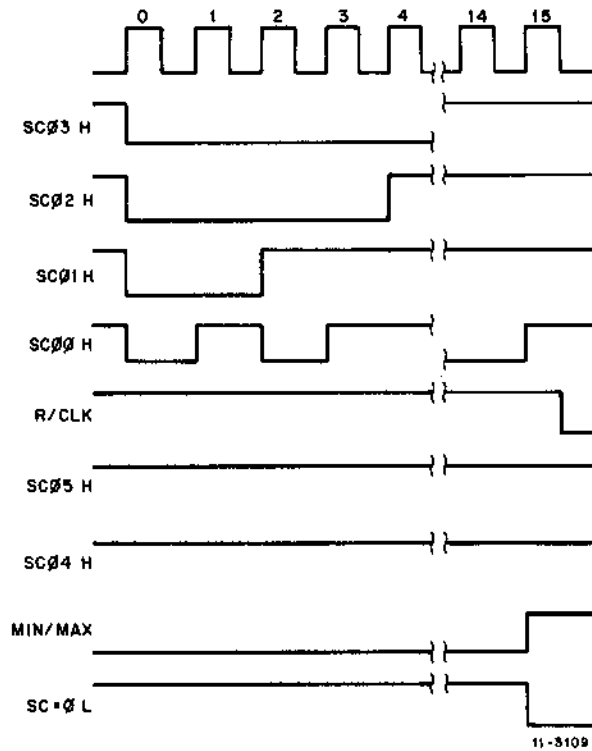 0 1 2 3 4 14 15
SCØ3 H
SCØ2 H
SCØ1 H
SCØØ H
R/CLK
SCØ5 H
SCØ4 H
MIN/MAX
SC=Ø L
11-3109